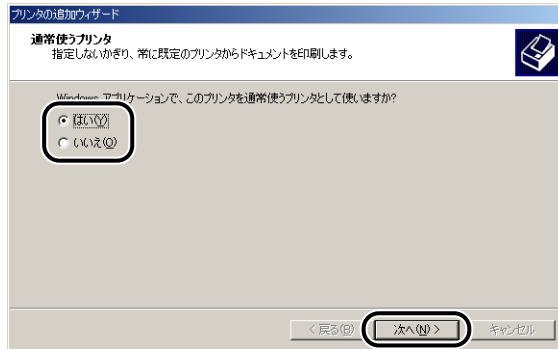 プリンタの追加ウィザード
通常使うプリンタ
指定しないかぎり、常に既定のプリンタからドキュメントを印刷します。
Windows アプリケーションで、このプリンタを通常使うプリンタとして使いますか?
はい(Y)
いいえ(O)
< 戻る(B)
次へ(N) >
キャンセル